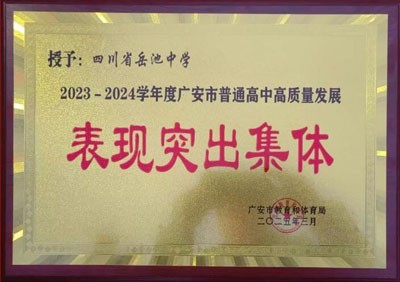 授予：四川省岳池中学
2023-2024学年度广安市普通高中高质量发展
表现突出集体
广安市教育和体育局
二〇二五年三月